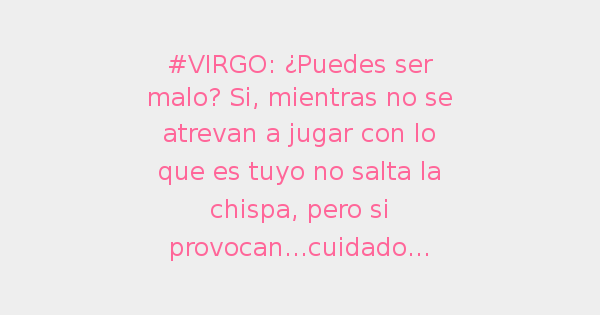 #VIRGO: ¿Puedes ser
malo? Si, mientras no se
atrevan a jugar con lo
que es tuyo no salta la
chispa, pero si
provocan...cuidado...